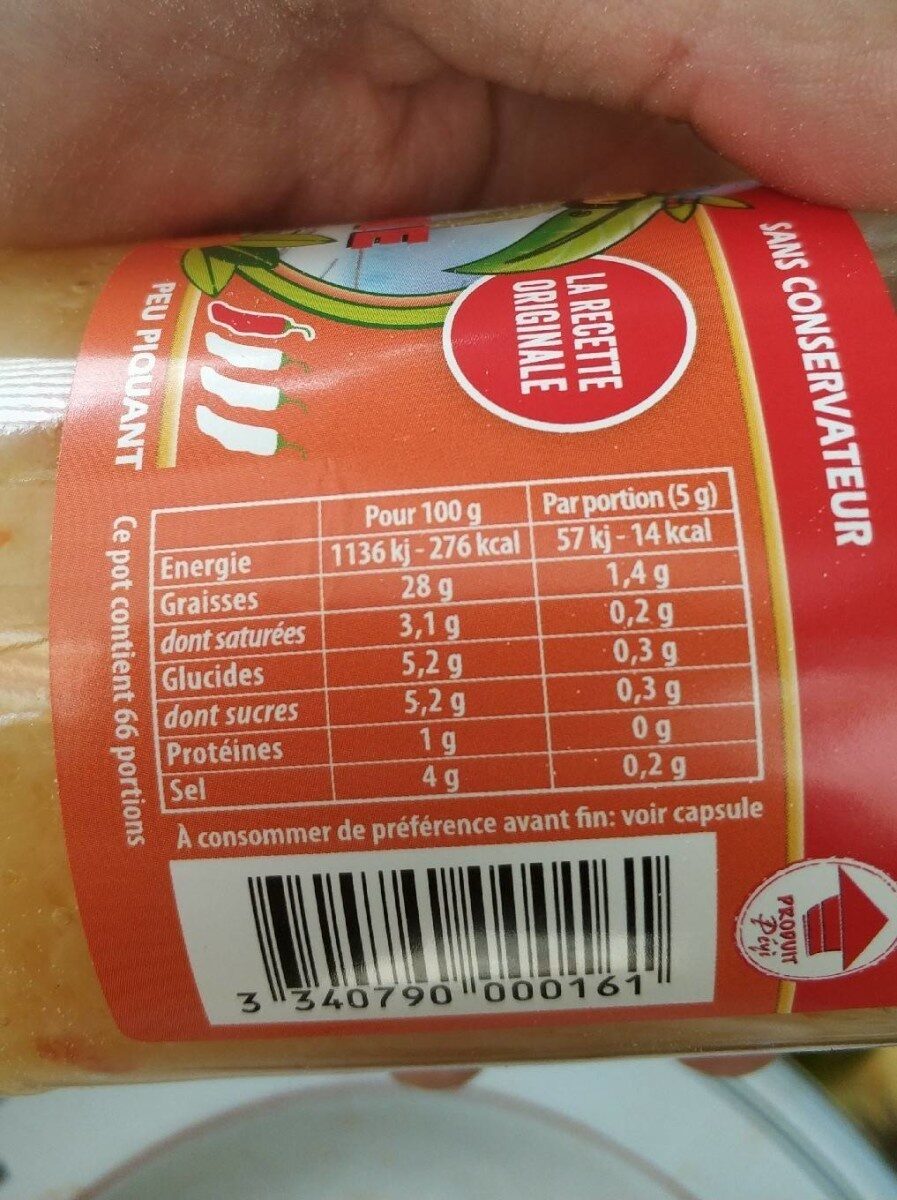 SANS CONSERVATEUR
LA RECETTE
ORIGINALE
PEU PIQUANT
Ce pot contient 66 portions
Pour 100 g Par portion (5 g)
Energie 1136 kj - 276 kcal 57 kj - 14 kcal
Graisses 28 g 1,4 g
dont saturées 3,1 g 0,2 g
Glucides 5,2 g 0,3 g
dont sucres 5,2 g 0,3 g
Protéines 1 g 0 g
Sel 4 g 0,2 g
À consommer de préférence avant fin: voir capsule
3 340790 000161
PRODUIT
Péyi